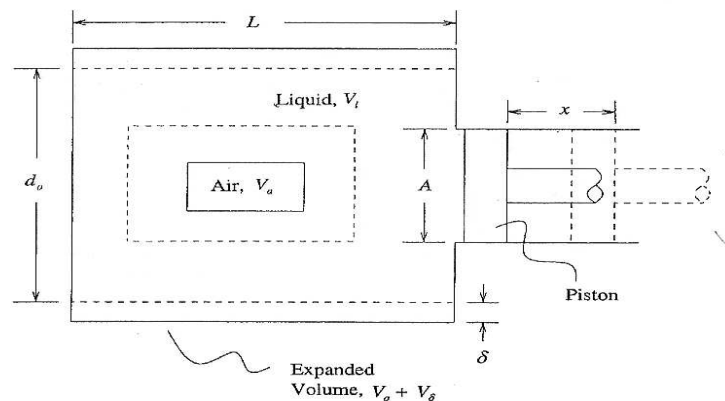 L
Liquid, V_l
x
d_o
Air, V_a
A
Piston
δ
Expanded
Volume, V_o + V_δ